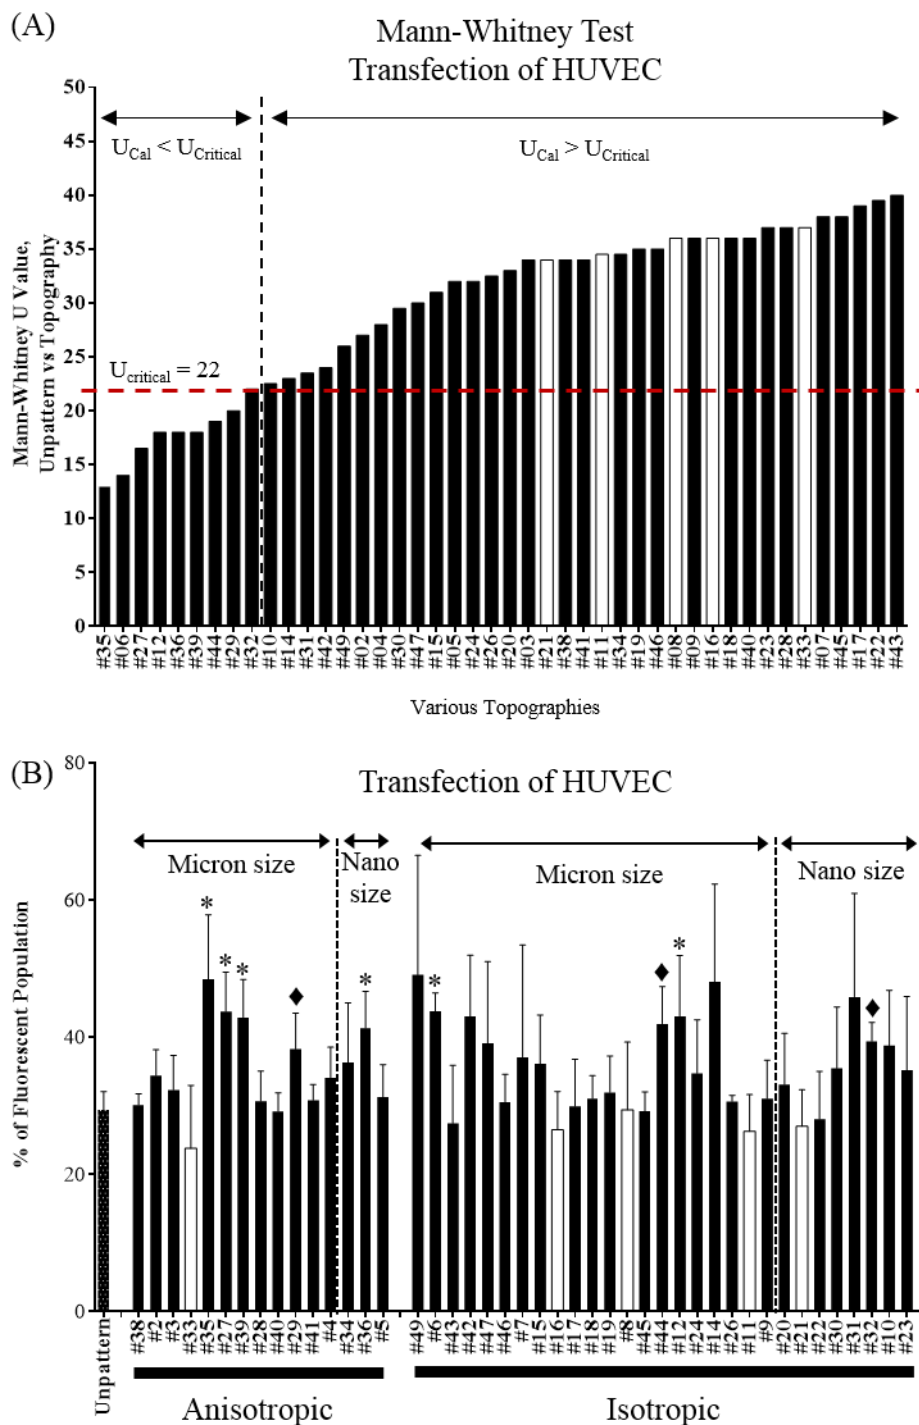 (A)
Mann-Whitney Test
Transfection of HUVEC
Mann-Whitney U Value,
Unpattern vs Topography
50
45
40
35
30
25
20
15
10
5
0
U_Cal < U_Critical
U_Cal > U_Critical
U_critical = 22
#35 #06 #27 #12 #36 #39 #44 #29 #32 #10 #14 #31 #42 #49 #02 #04 #30 #47 #15 #05 #24 #26 #20 #03 #21 #38 #41 #11 #34 #19 #46 #08 #09 #16 #18 #40 #23 #28 #33 #07 #45 #17 #22 #43
Various Topographies
(B)
Transfection of HUVEC
% of Fluorescent Population
80
60
40
20
0
Micron size
Nano
size
Micron size
Nano size
* * * ♦ * * ♦ * ♦
Unpattern #38 #2 #3 #33 #35 #27 #39 #28 #40 #29 #41 #4 #34 #36 #5 #49 #6 #43 #42 #47 #46 #7 #15 #16 #17 #18 #19 #8 #45 #44 #12 #24 #14 #26 #11 #9 #20 #21 #22 #30 #31 #32 #10 #23
Anisotropic
Isotropic